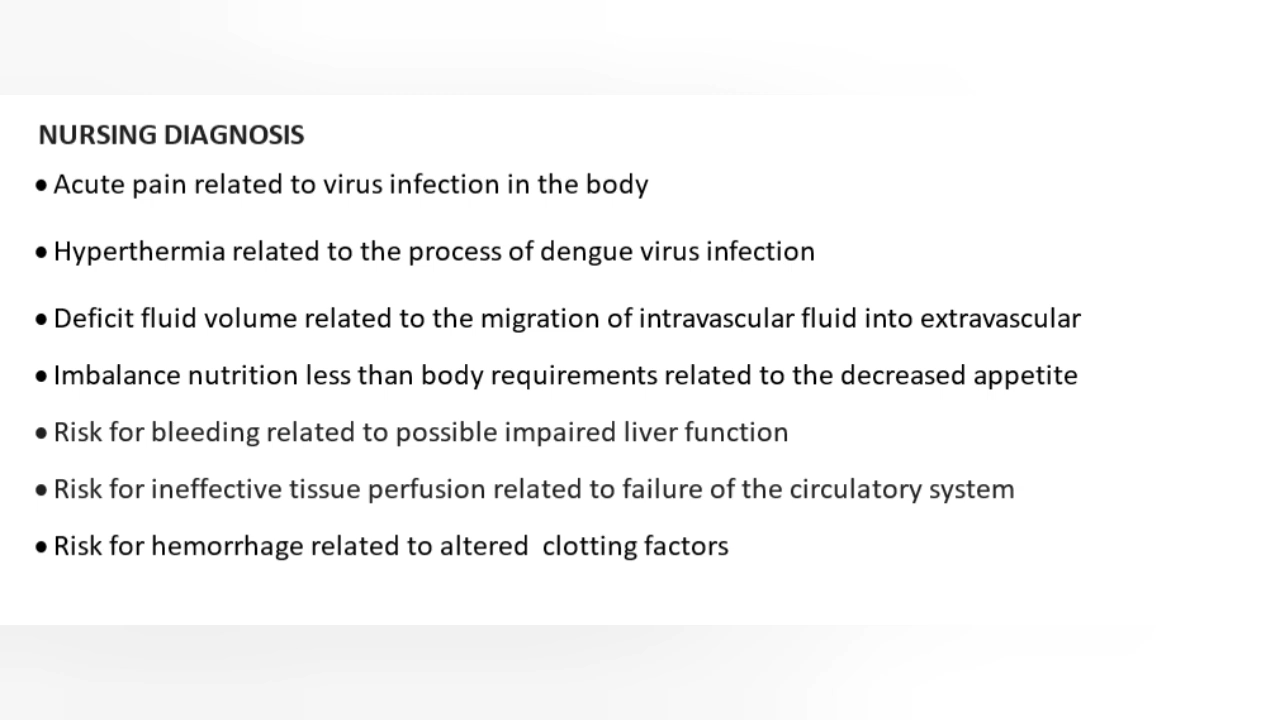 NURSING DIAGNOSIS
• Acute pain related to virus infection in the body
• Hyperthermia related to the process of dengue virus infection
• Deficit fluid volume related to the migration of intravascular fluid into extravascular
• Imbalance nutrition less than body requirements related to the decreased appetite
• Risk for bleeding related to possible impaired liver function
• Risk for ineffective tissue perfusion related to failure of the circulatory system
• Risk for hemorrhage related to altered  clotting factors